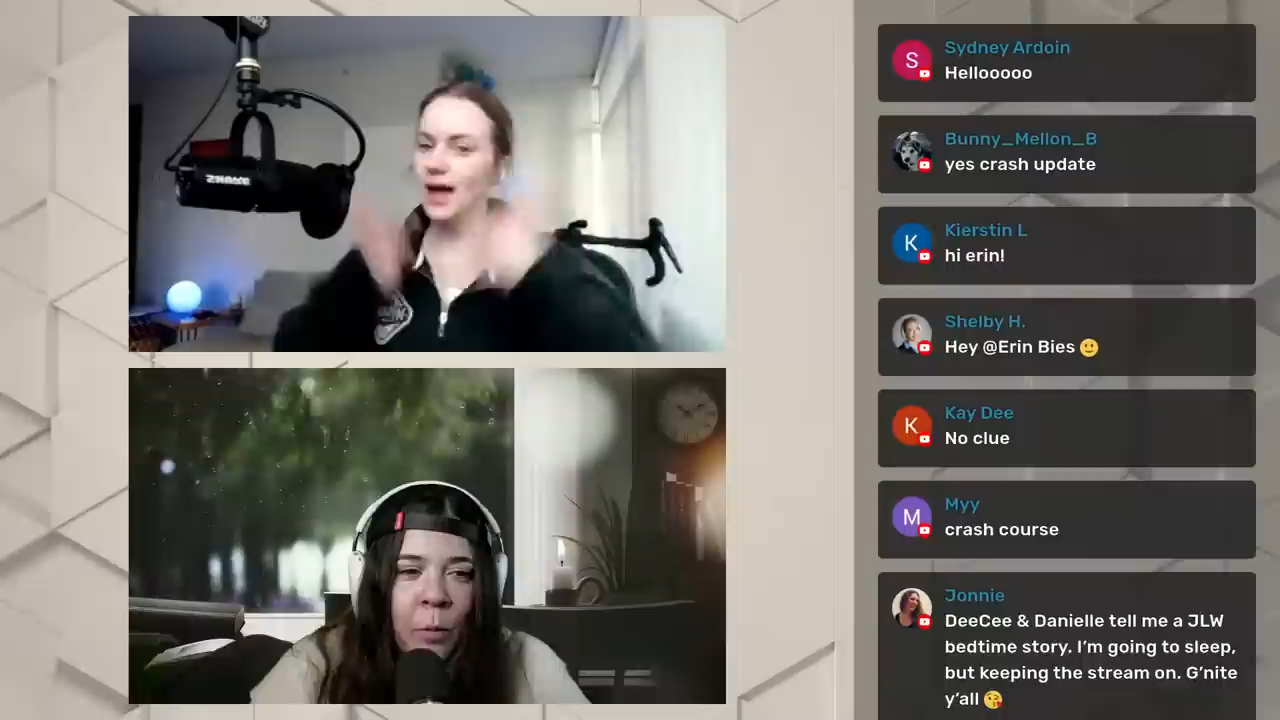 Sydney Ardoin
Hellooooo
Bunny_Mellon_B
yes crash update
Kierstin L
hi erin!
Shelby H.
Hey @Erin Bies 🙂
Kay Dee
No clue
Myy
crash course
Jonnie
DeeCee & Danielle tell me a JLW
bedtime story. I’m going to sleep,
but keeping the stream on. G’nite
y’all 😘
S
K
K
M